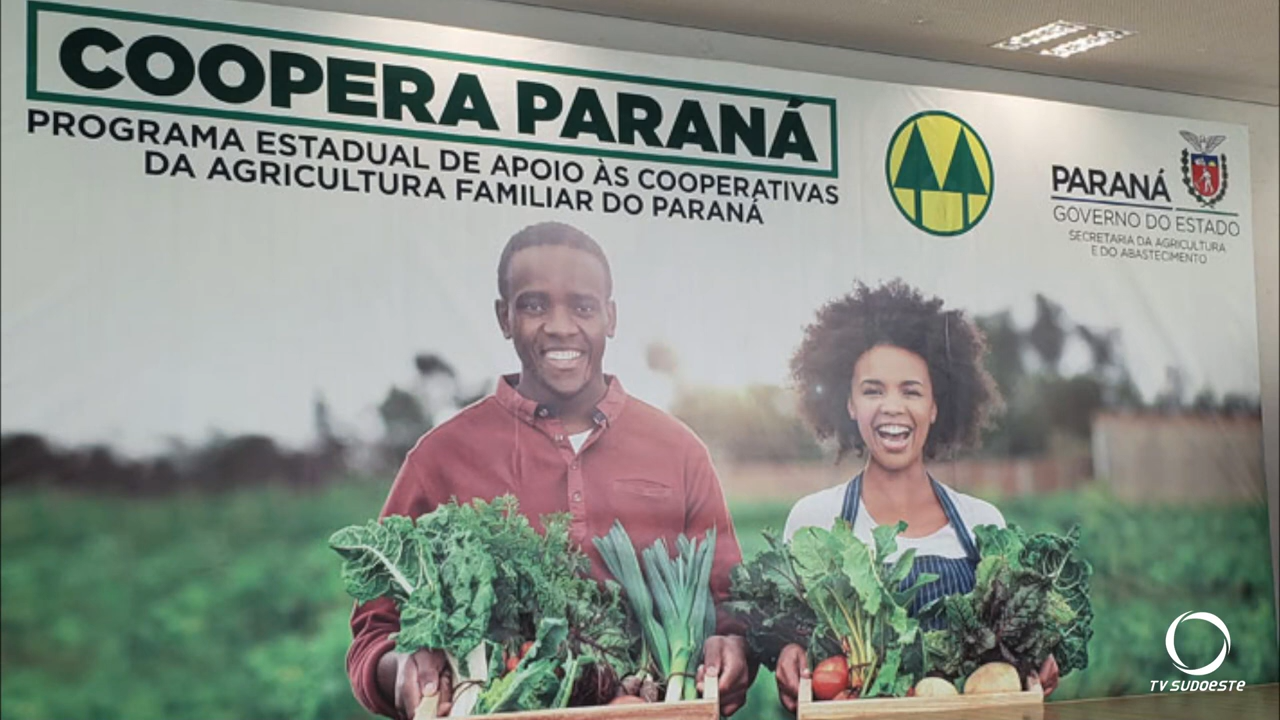 COOPERA PARANÁ
PROGRAMA ESTADUAL DE APOIO ÀS COOPERATIVAS
DA AGRICULTURA FAMILIAR DO PARANÁ
PARANÁ
GOVERNO DO ESTADO
SECRETARIA DA AGRICULTURA
E DO ABASTECIMENTO
TV SUDOESTE